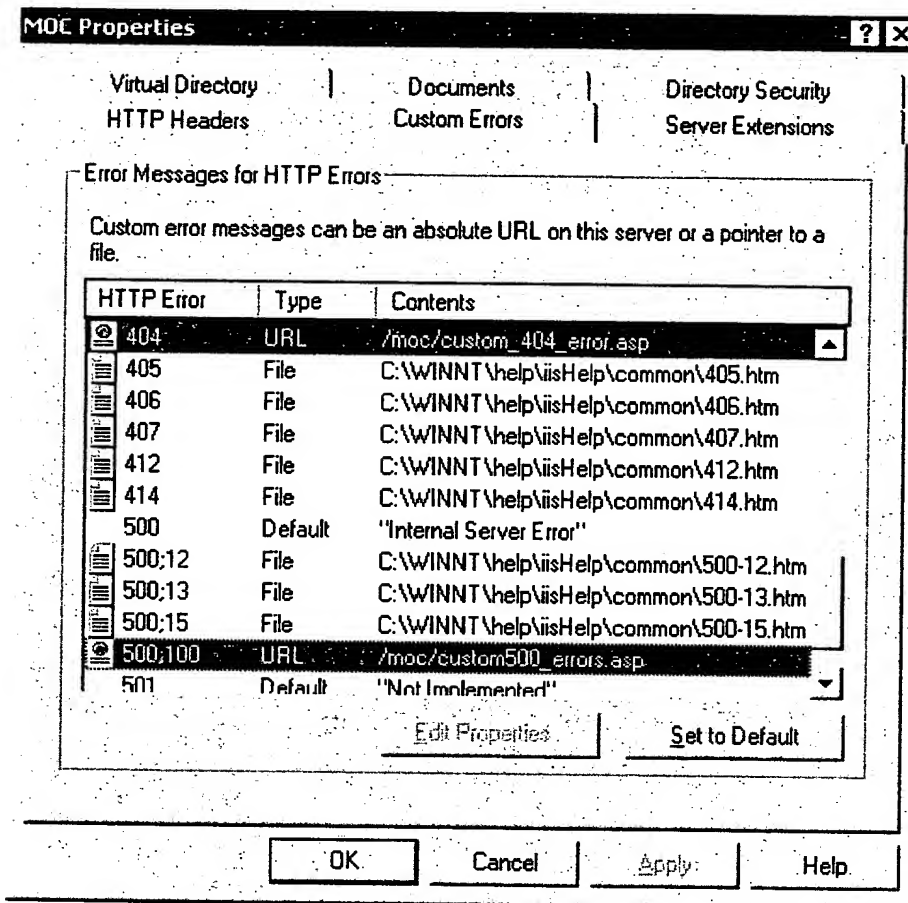 MOC Properties ? X
Virtual Directory Documents Directory Security
HTTP Headers Custom Errors Server Extensions
Error Messages for HTTP Errors
Custom error messages can be an absolute URL on this server or a pointer to a
file.
HTTP Error Type Contents
404 URL /moc/custom_404_error.asp
405 File C:\WINNT\help\iisHelp\common\405.htm
406 File C:\WINNT\help\iisHelp\common\406.htm
407 File C:\WINNT\help\iisHelp\common\407.htm
412 File C:\WINNT\help\iisHelp\common\412.htm
414 File C:\WINNT\help\iisHelp\common\414.htm
500 Default "Internal Server Error"
500;12 File C:\WINNT\help\iisHelp\common\500-12.htm
500;13 File C:\WINNT\help\iisHelp\common\500-13.htm
500;15 File C:\WINNT\help\iisHelp\common\500-15.htm
500;100 URL /moc/custom500_errors.asp
501 Default "Not Implemented"
Edit Properties Set to Default
OK Cancel Apply Help